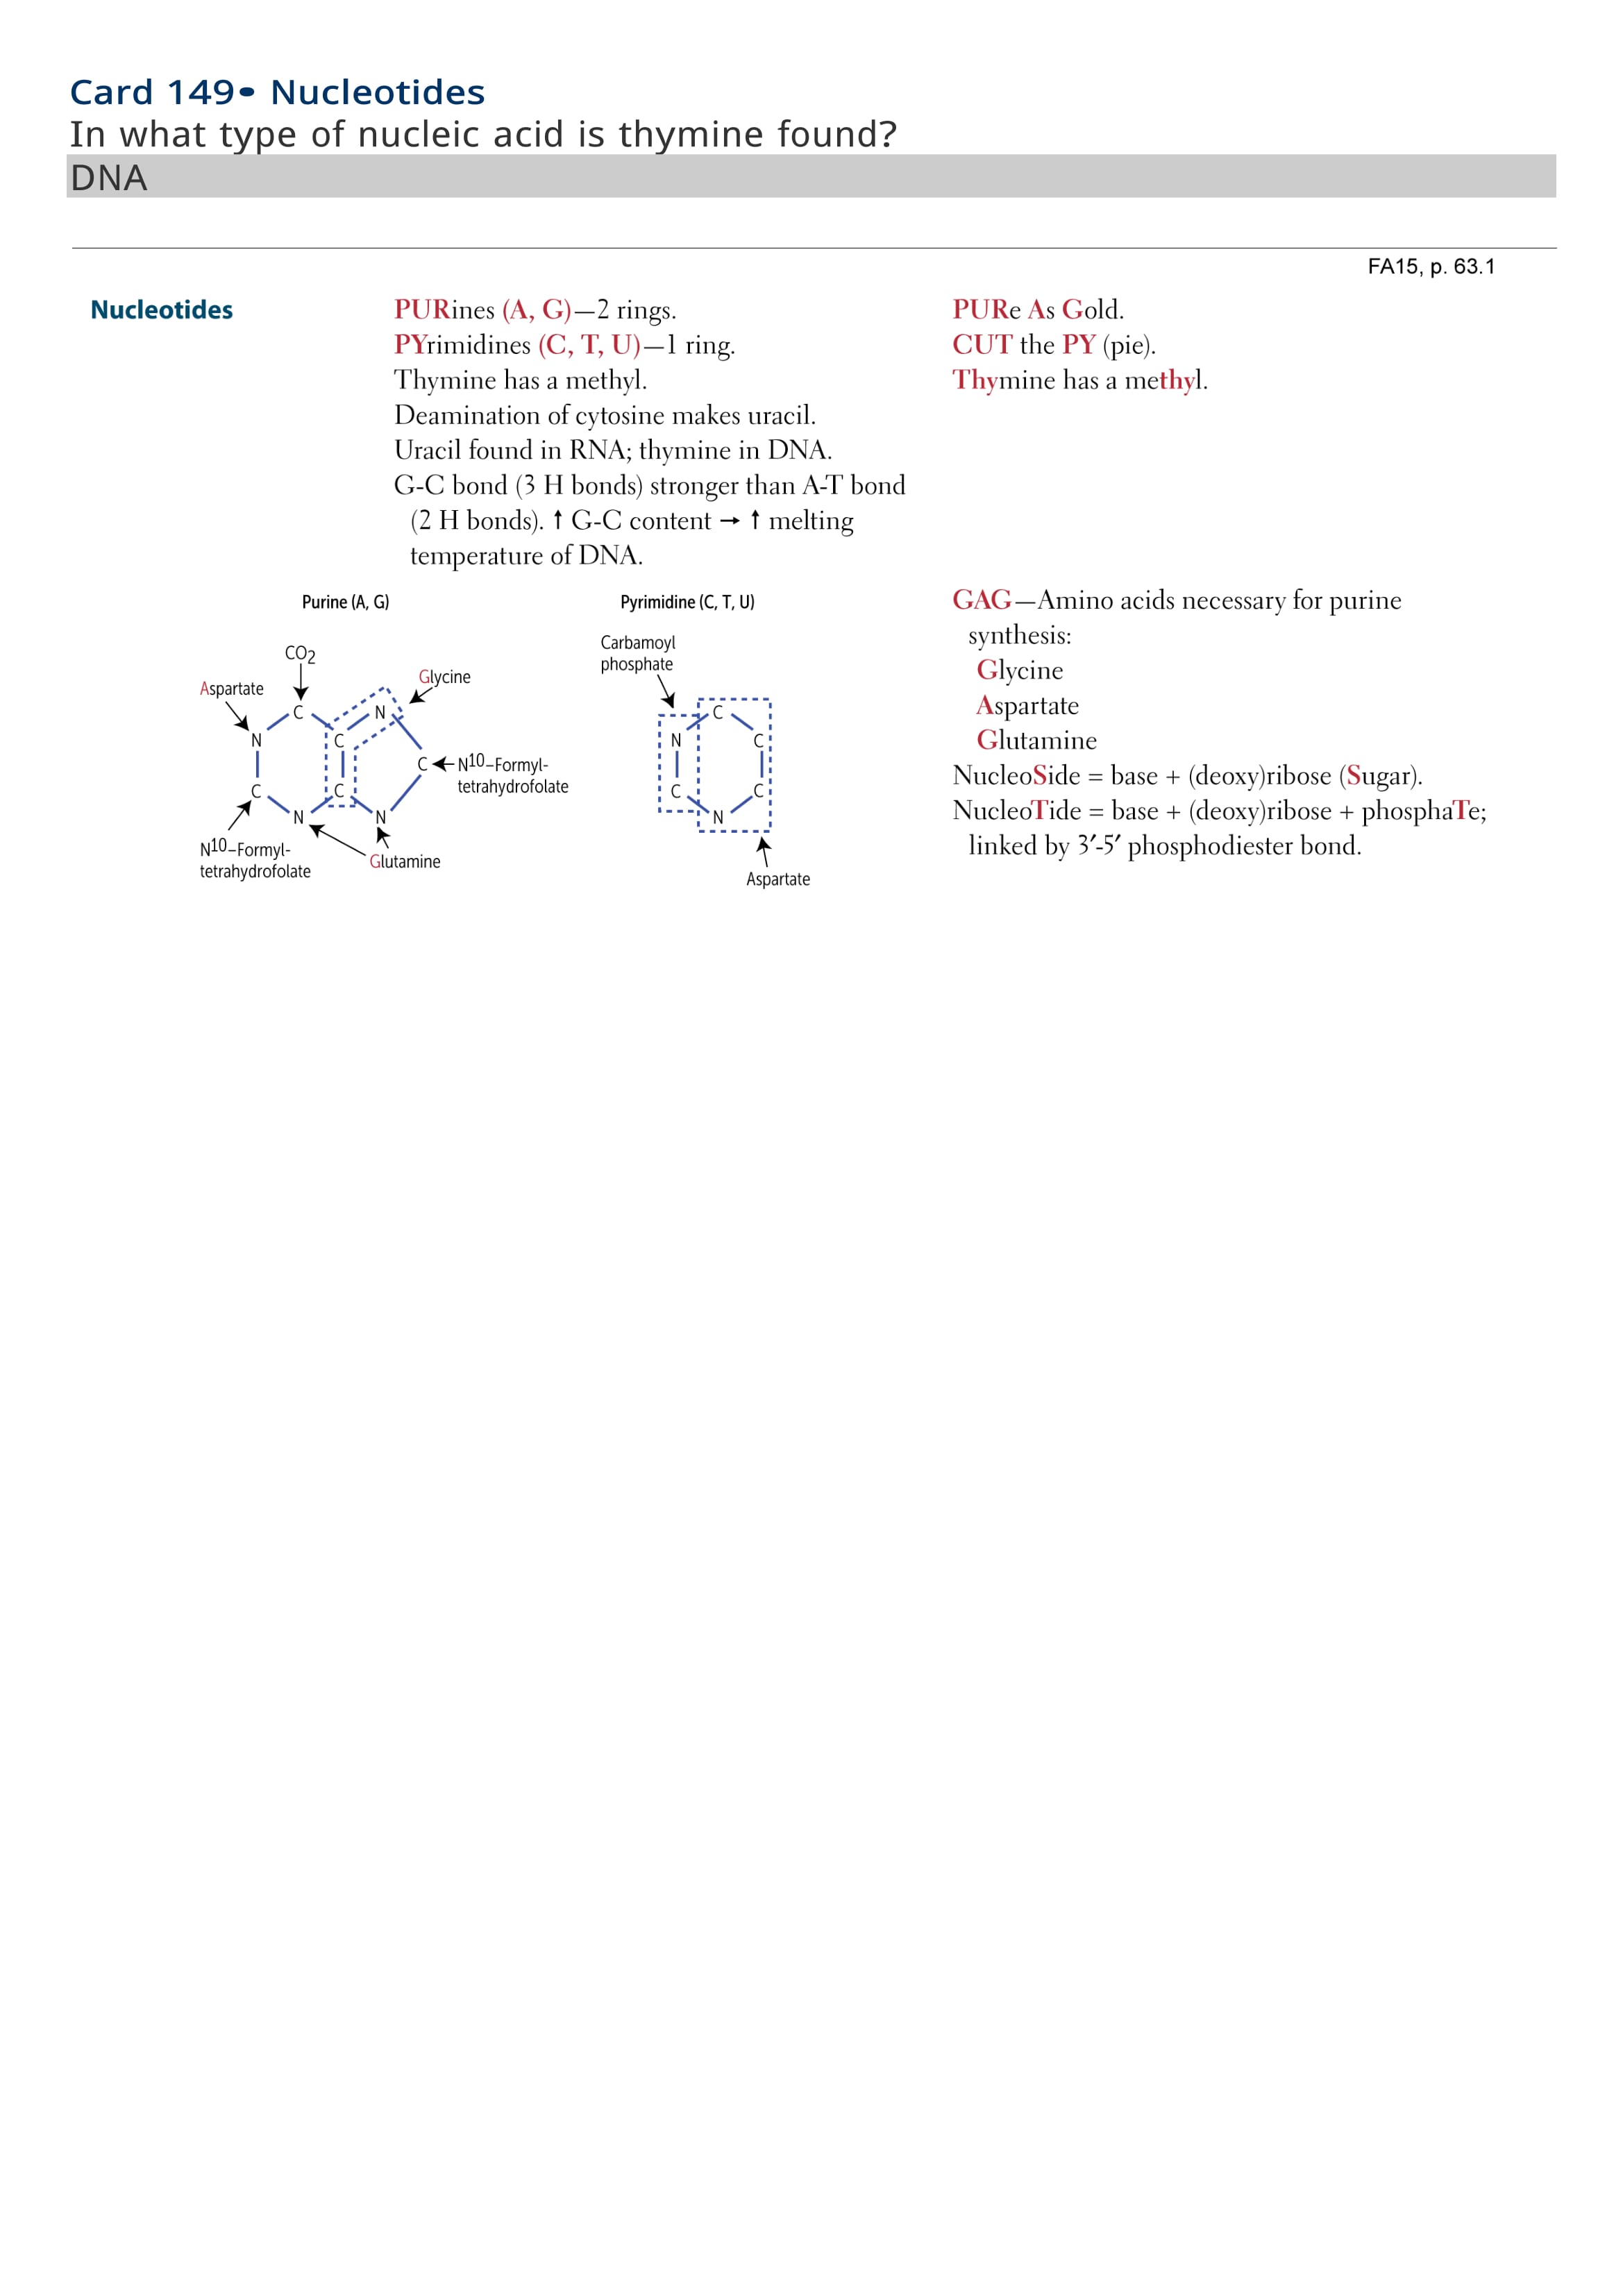 Card 149• Nucleotides
In what type of nucleic acid is thymine found?
DNA
FA15, p. 63.1
Nucleotides
PURines (A, G)—2 rings.
PYrimidines (C, T, U)—1 ring.
Thymine has a methyl.
Deamination of cytosine makes uracil.
Uracil found in RNA; thymine in DNA.
G-C bond (3 H bonds) stronger than A-T bond
(2 H bonds). ↑ G-C content → ↑ melting
temperature of DNA.
PURe As Gold.
CUT the PY (pie).
Thymine has a methyl.
Purine (A, G)
CO2
Aspartate
Glycine
C
N
N
C
C
N10–Formyl-
tetrahydrofolate
C
C
N
N
N10–Formyl-
tetrahydrofolate
Glutamine
Pyrimidine (C, T, U)
Carbamoyl
phosphate
C
N
C
C
C
N
Aspartate
GAG—Amino acids necessary for purine
synthesis:
Glycine
Aspartate
Glutamine
NucleoSide = base + (deoxy)ribose (Sugar).
NucleoTide = base + (deoxy)ribose + phosphaTe;
linked by 3′-5′ phosphodiester bond.